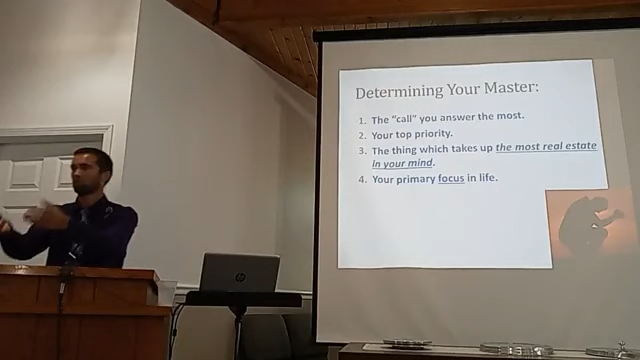 Determining Your Master:
1. The “call” you answer the most.
2. Your top priority.
3. The thing which takes up the most real estate
in your mind.
4. Your primary focus in life.
hp